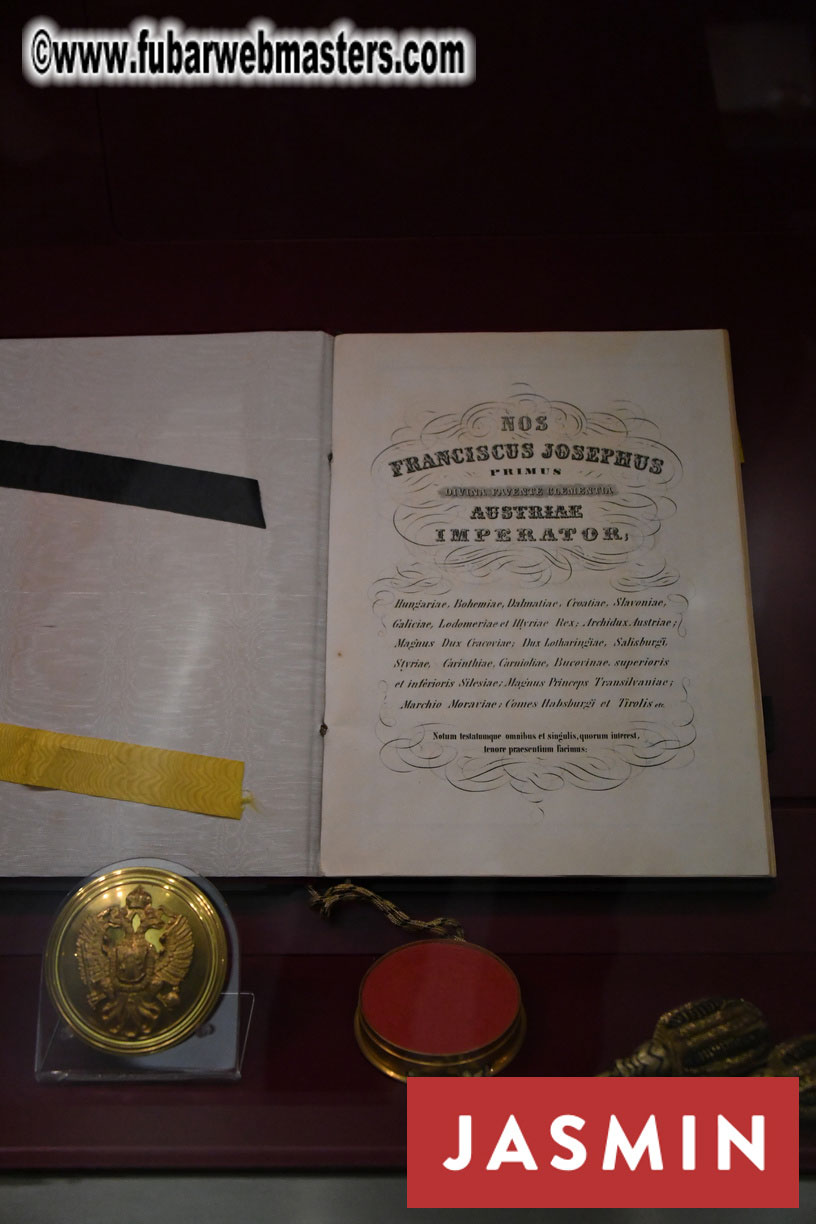 ©www.fubarwebmasters.com
NOS
FRANCISCUS JOSEPHUS
PRIMUS
DIVINA FAVENTE CLEMENTIA
AUSTRIAE
IMPERATOR;
Hungariae, Bohemiae, Dalmatiae, Croatiae, Slavoniae,
Galiciae, Lodomeriae et Illyriae Rex; Archidux Austriae;
Magnus Dux Cracoviae; Dux Lotharingiae, Salisburgi,
Styriae, Carinthiae, Carnioliae, Bucovinae, superioris
et inferioris Silesiae; Magnus Princeps Transilvaniae;
Marchio Moraviae; Comes Habsburgi et Tirolis etc.
Notum testatumque omnibus et singulis, quorum interest,
tenore praesentium facimus:
JASMIN